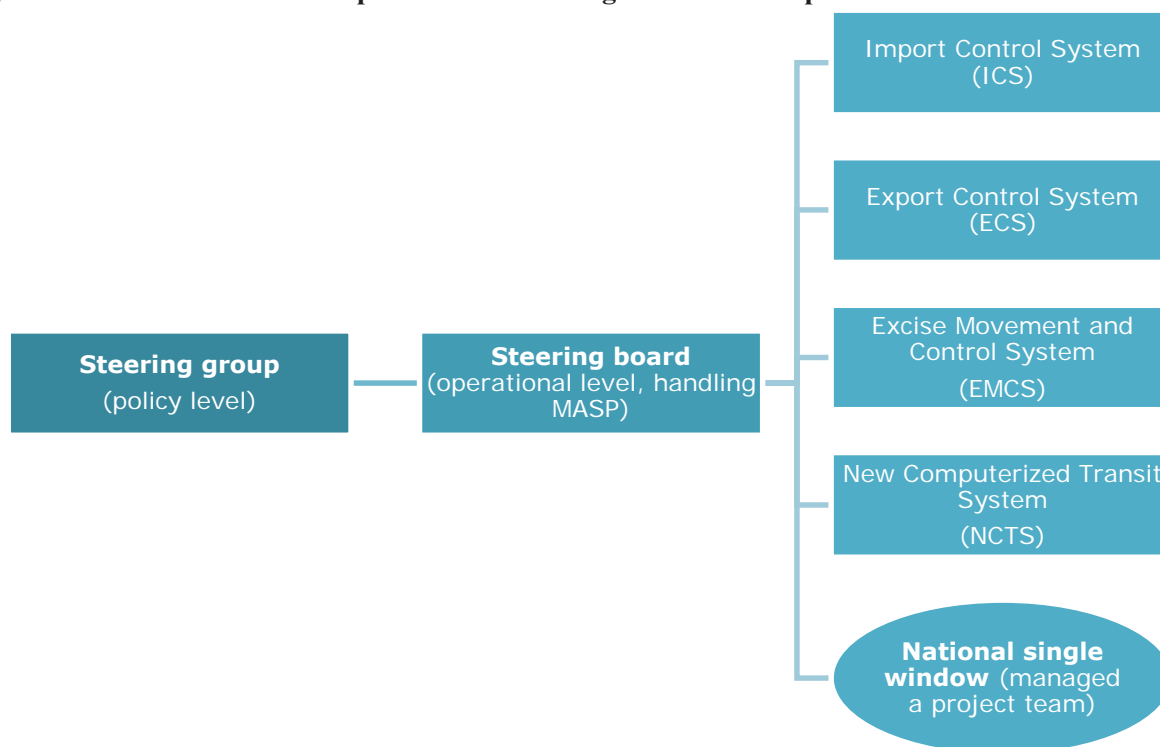 Import Control System
(ICS)
Export Control System
(ECS)
Excise Movement and
Control System
(EMCS)
Steering group
(policy level)
Steering board
(operational level, handling
MASP)
New Computerized Transit
System
(NCTS)
National single
window (managed
a project team)